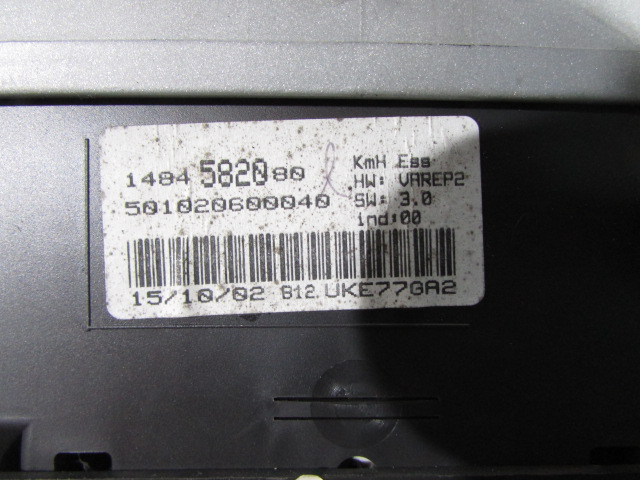 1484 5820 80
501020600040
KmH Ess
HW: VAREP2
SW: 3.0
ind:00
15/10/02 B12 UKE77GA2